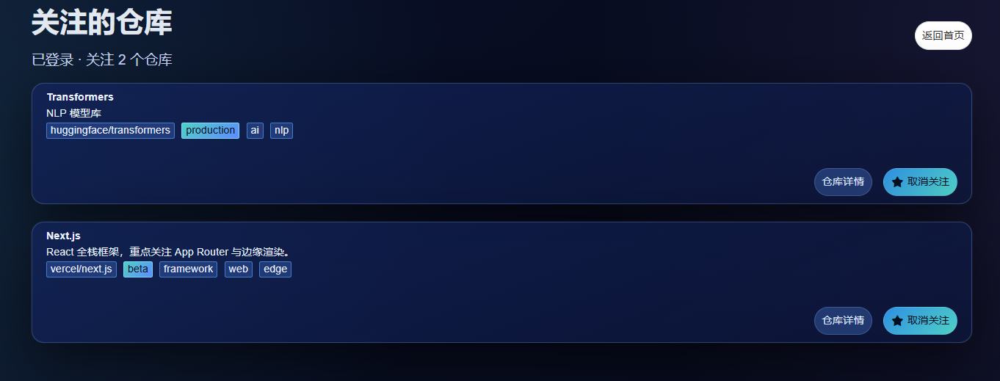 关注的仓库
返回首页
已登录 · 关注 2 个仓库
Transformers
NLP 模型库
huggingface/transformers production ai nlp
仓库详情 取消关注
Next.js
React 全栈框架，重点关注 App Router 与边缘渲染。
vercel/next.js beta framework web edge
仓库详情 取消关注